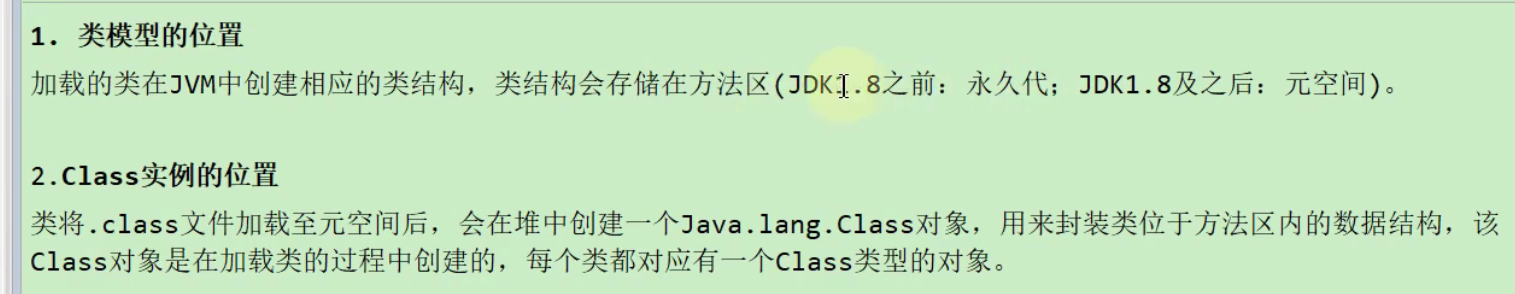 1. 类模型的位置
加载的类在JVM中创建相应的类结构，类结构会存储在方法区(JDK1.8之前：永久代；JDK1.8及之后：元空间)。
2.Class实例的位置
类将.class文件加载至元空间后，会在堆中创建一个Java.lang.Class对象，用来封装类位于方法区内的数据结构，该
Class对象是在加载类的过程中创建的，每个类都对应有一个Class类型的对象。